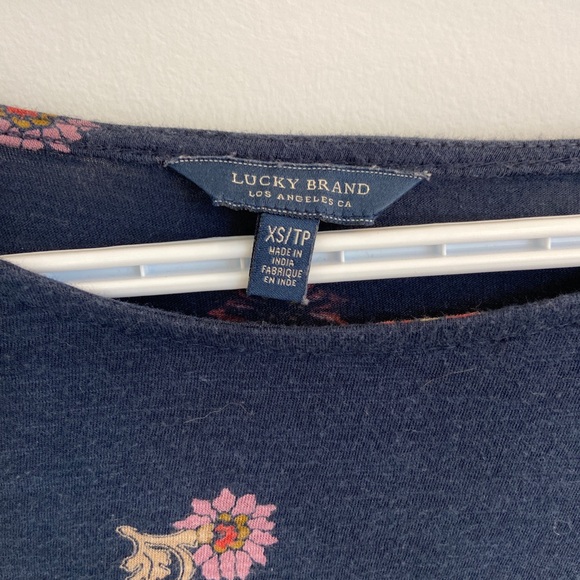 LUCKY BRAND
LOS ANGELES CA
XS/TP
MADE IN
INDIA
FABRIQUE
EN INDE